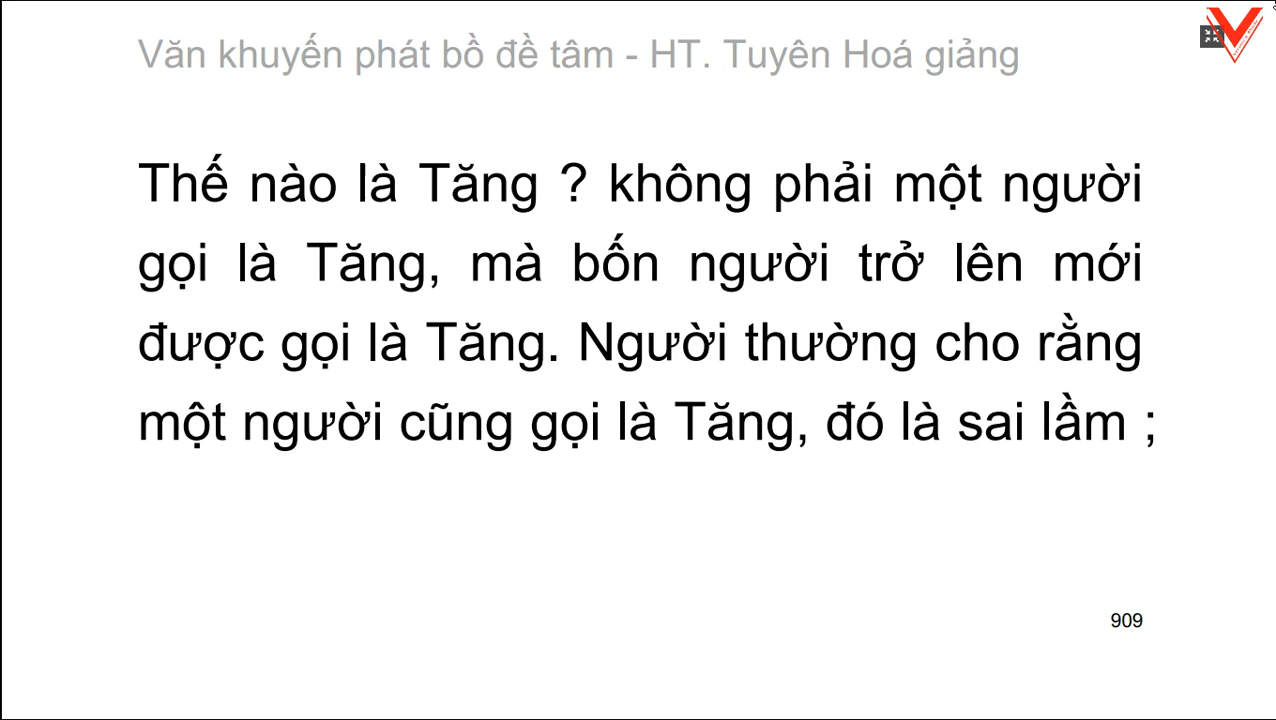 Văn khuyến phát bồ đề tâm - HT. Tuyên Hoá giảng
Thế nào là Tăng ? không phải một người
gọi là Tăng, mà bốn người trở lên mới
được gọi là Tăng. Người thường cho rằng
một người cũng gọi là Tăng, đó là sai lầm ;
909